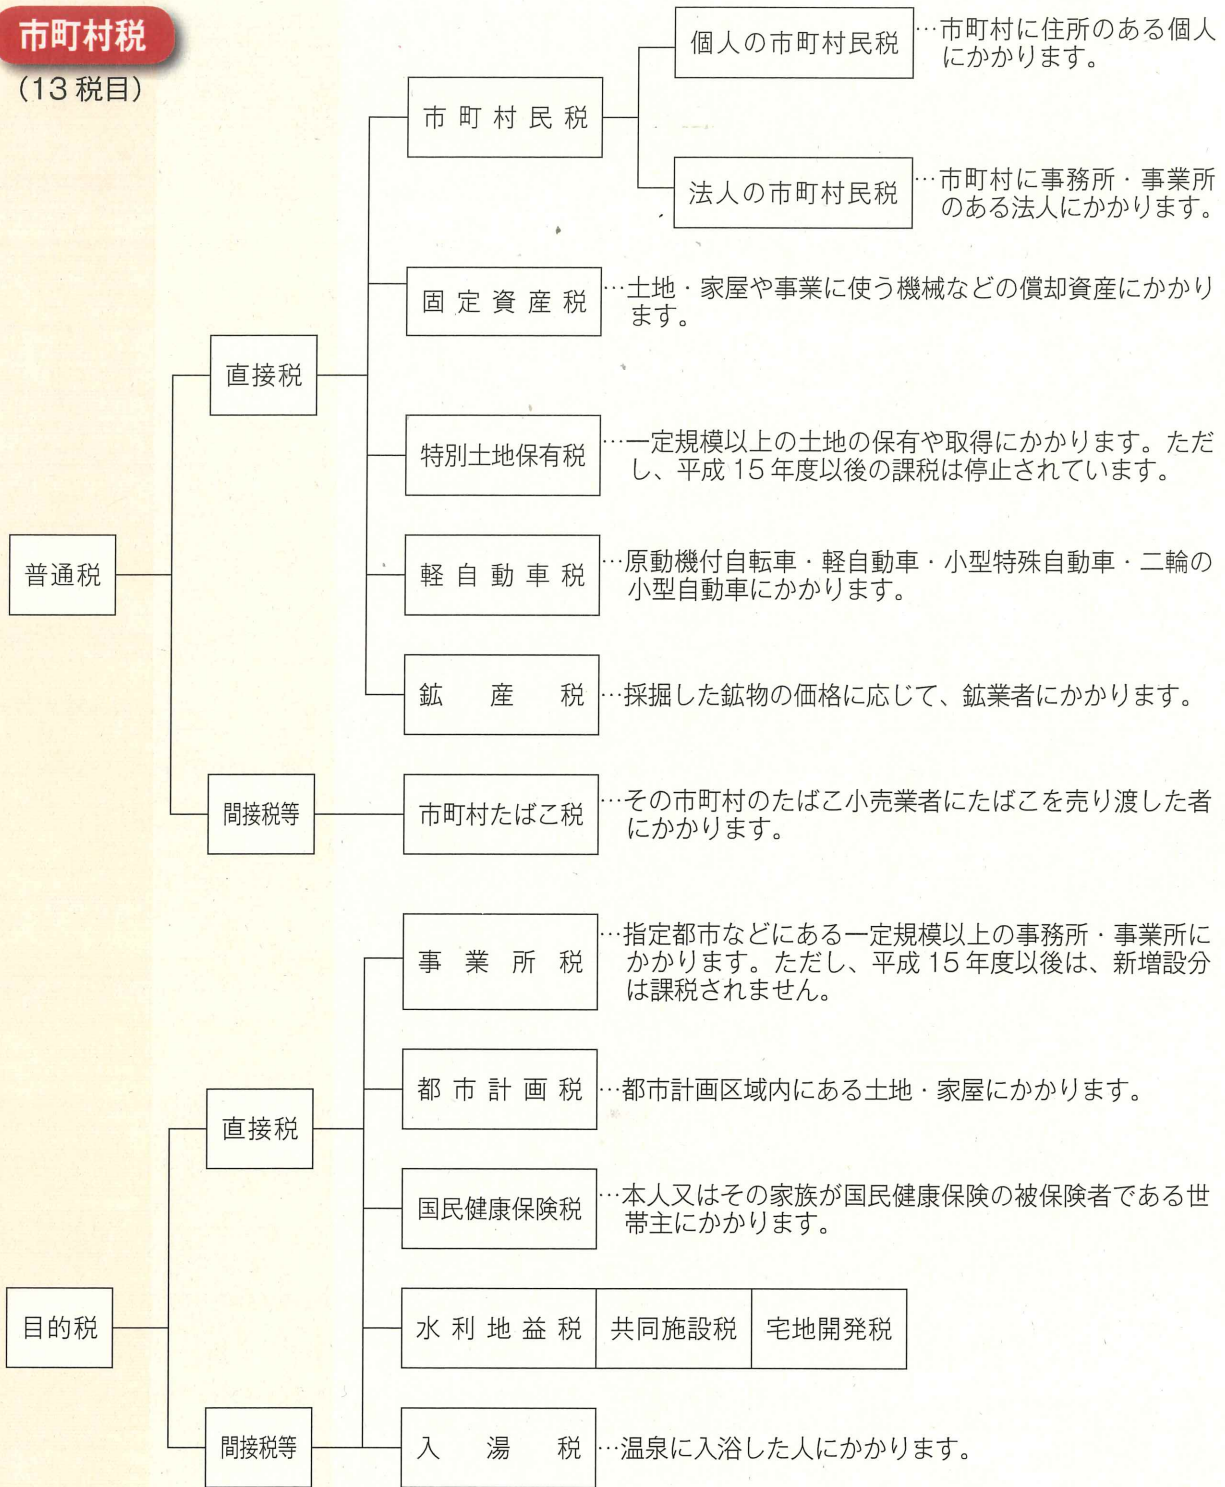 市町村税
（13税目）
個人の市町村民税
…市町村に住所のある個人
にかかります。
市町村民税
法人の市町村民税
…市町村に事務所・事業所
のある法人にかかります。
固定資産税
…土地・家屋や事業に使う機械などの償却資産にかかり
ます。
直接税
特別土地保有税
…一定規模以上の土地の保有や取得にかかります。ただ
し、平成15年度以後の課税は停止されています。
普通税
軽自動車税
…原動機付自転車・軽自動車・小型特殊自動車・二輪の
小型自動車にかかります。
鉱産税
…採掘した鉱物の価格に応じて、鉱業者にかかります。
間接税等
市町村たばこ税
…その市町村のたばこ小売業者にたばこを売り渡した者
にかかります。
事業所税
…指定都市などにある一定規模以上の事務所・事業所に
かかります。ただし、平成15年度以後は、新増設分
は課税されません。
都市計画税
…都市計画区域内にある土地・家屋にかかります。
直接税
国民健康保険税
…本人又はその家族が国民健康保険の被保険者である世
帯主にかかります。
目的税
水利地益税 共同施設税 宅地開発税
間接税等
入湯税
…温泉に入浴した人にかかります。